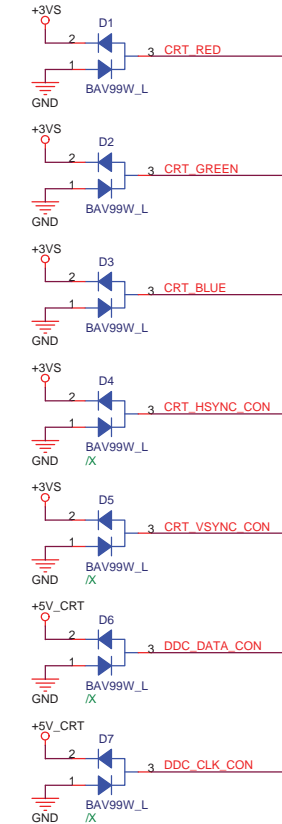 +3VS
D1
2
3 CRT_RED
1
BAV99W_L
GND
+3VS
D2
2
3 CRT_GREEN
1
BAV99W_L
GND
+3VS
D3
2
3 CRT_BLUE
1
BAV99W_L
GND
+3VS
D4
2
3 CRT_HSYNC_CON
1
BAV99W_L
GND /X
+3VS
D5
2
3 CRT_VSYNC_CON
1
BAV99W_L
GND /X
+5V_CRT
D6
2
3 DDC_DATA_CON
1
BAV99W_L
GND /X
+5V_CRT
D7
2
3 DDC_CLK_CON
1
BAV99W_L
GND /X